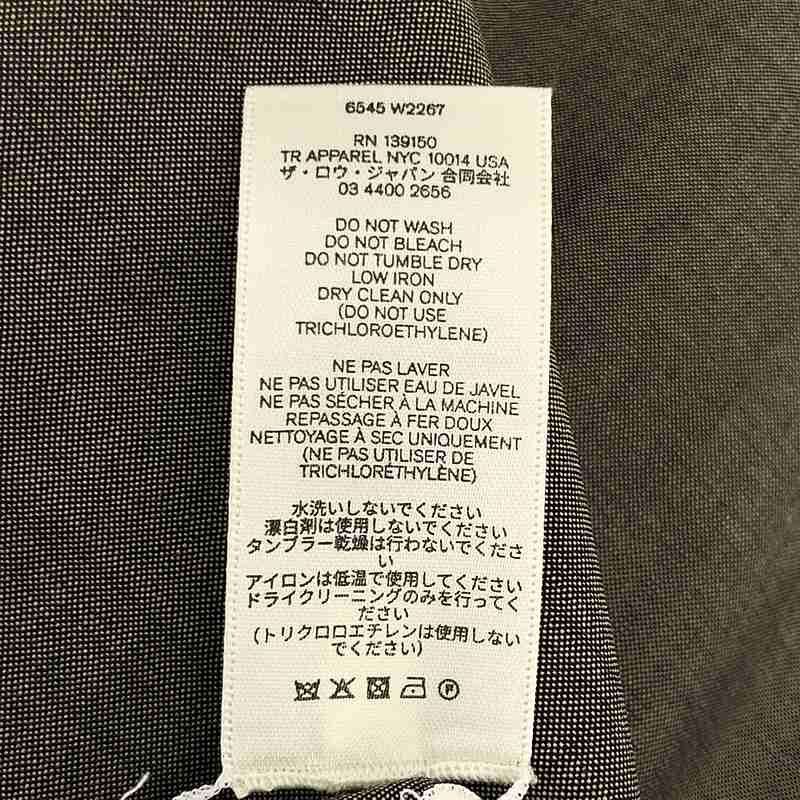 6545 W2267
RN 139150
TR APPAREL NYC 10014 USA
ザ・ロウ・ジャパン 合同会社
03 4400 2656
DO NOT WASH
DO NOT BLEACH
DO NOT TUMBLE DRY
LOW IRON
DRY CLEAN ONLY
(DO NOT USE
TRICHLOROETHYLENE)
NE PAS LAVER
NE PAS UTILISER EAU DE JAVEL
NE PAS SÉCHER À LA MACHINE
REPASSAGE À FER DOUX
NETTOYAGE À SEC UNIQUEMENT
(NE PAS UTILISER DE
TRICHLORÉTHYLÈNE)
水洗いしないでください
漂白剤は使用しないでください
タンブラー乾燥は行わないでくださ
い
アイロンは低温で使用してください
ドライクリーニングのみを行ってく
ださい
(トリクロロエチレンは使用しない
でください)
F